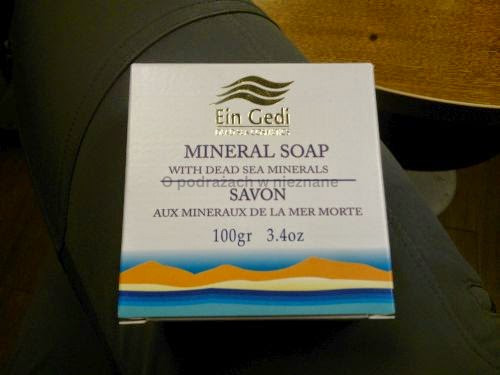 Ein Gedi
MINERAL SOAP
WITH DEAD SEA MINERALS
O podrażach w nieznane
SAVON
AUX MINERAUX DE LA MER MORTE
100gr 3.4oz